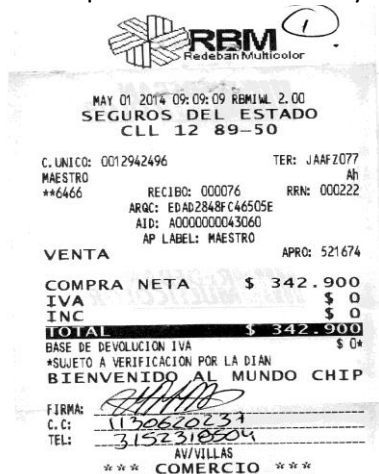 1
RBM
Redeban Multicolor
MAY 01 2014 09:09:09 RBMIWL 2.00
SEGUROS DEL ESTADO
CLL 12 89-50
C.UNICO: 0012942496 TER: JAAFZ077
MAESTRO Ah
**6466 RECIBO: 000076 RRN: 000222
ARQC: EDAD2848FC46505E
AID: A0000000043060
AP LABEL: MAESTRO
VENTA APRO: 521674
COMPRA NETA $ 342.900
IVA $ 0
INC $ 0
TOTAL $ 342.900
BASE DE DEVOLUCION IVA $ 0*
*SUJETO A VERIFICACION POR LA DIAN
BIENVENIDO AL MUNDO CHIP
FIRMA:
C.C: 1130620237
TEL: 3152318504
AV/VILLAS
*** COMERCIO ***